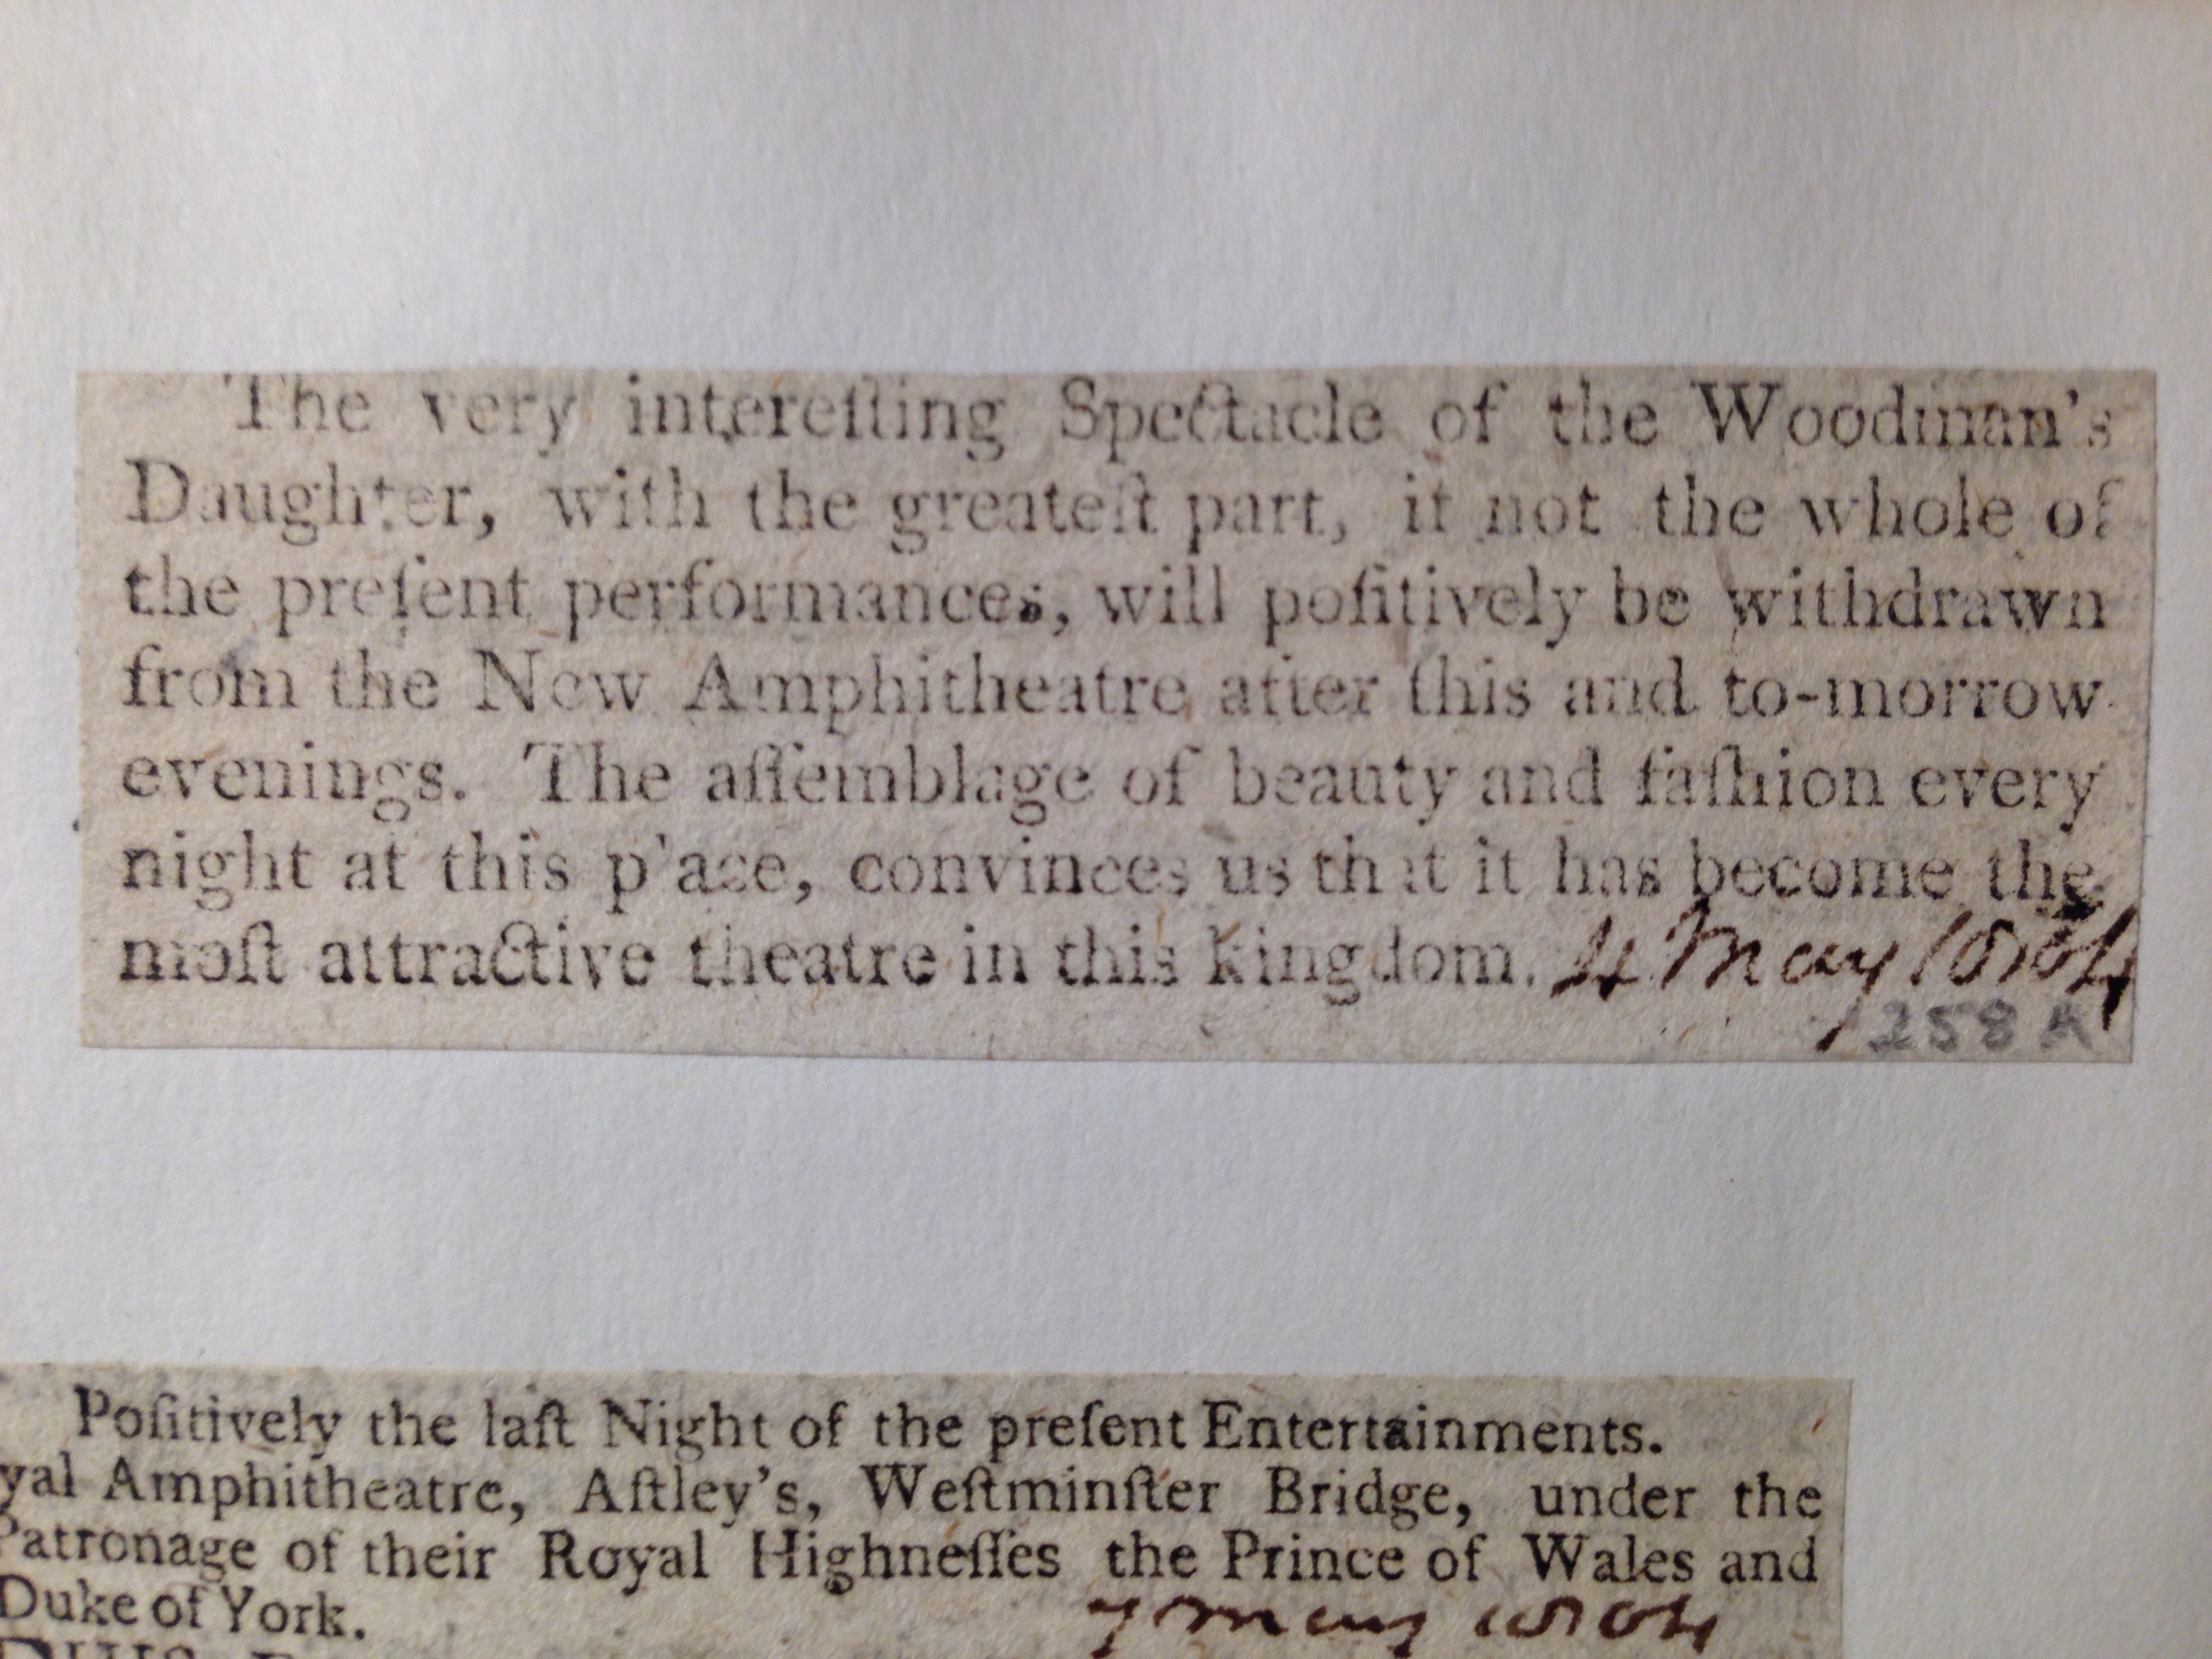 The very intereſting Spectacle of the Woodman's
Daughter, with the greateſt part, if not the whole of
the preſent performances, will poſitively be withdrawn
from the New Amphitheatre after this and to-morrow
evenings. The aſſemblage of beauty and faſhion every
night at this place, convinces us that it has become the
moſt attractive theatre in this kingdom. 4 May 1804
258 A
Poſitively the laſt Night of the preſent Entertainments.
yal Amphitheatre, Aſtley's, Weſtminſter Bridge, under the
Patronage of their Royal Highneſſes the Prince of Wales and
Duke of York.
7 May 1804